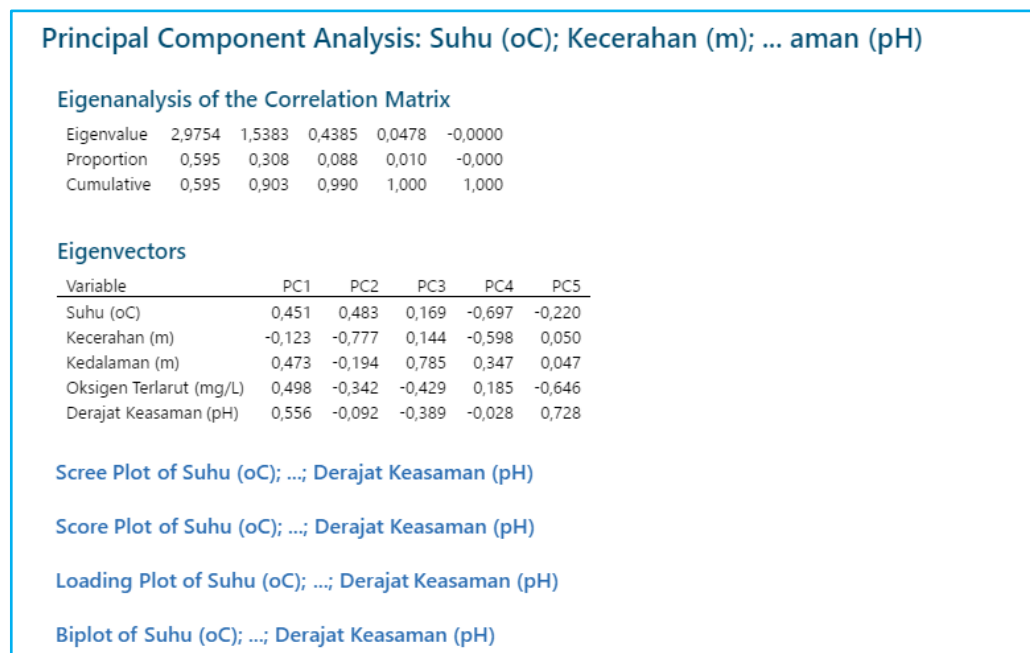 Principal Component Analysis: Suhu (oC); Kecerahan (m); ... aman (pH)
Eigenanalysis of the Correlation Matrix
Eigenvalue 2,9754 1,5383 0,4385 0,0478 -0,0000
Proportion 0,595 0,308 0,088 0,010 -0,000
Cumulative 0,595 0,903 0,990 1,000 1,000
Eigenvectors
Variable PC1 PC2 PC3 PC4 PC5
Suhu (oC) 0,451 0,483 0,169 -0,697 -0,220
Kecerahan (m) -0,123 -0,777 0,144 -0,598 0,050
Kedalaman (m) 0,473 -0,194 0,785 0,347 0,047
Oksigen Terlarut (mg/L) 0,498 -0,342 -0,429 0,185 -0,646
Derajat Keasaman (pH) 0,556 -0,092 -0,389 -0,028 0,728
Scree Plot of Suhu (oC); ...; Derajat Keasaman (pH)
Score Plot of Suhu (oC); ...; Derajat Keasaman (pH)
Loading Plot of Suhu (oC); ...; Derajat Keasaman (pH)
Biplot of Suhu (oC); ...; Derajat Keasaman (pH)